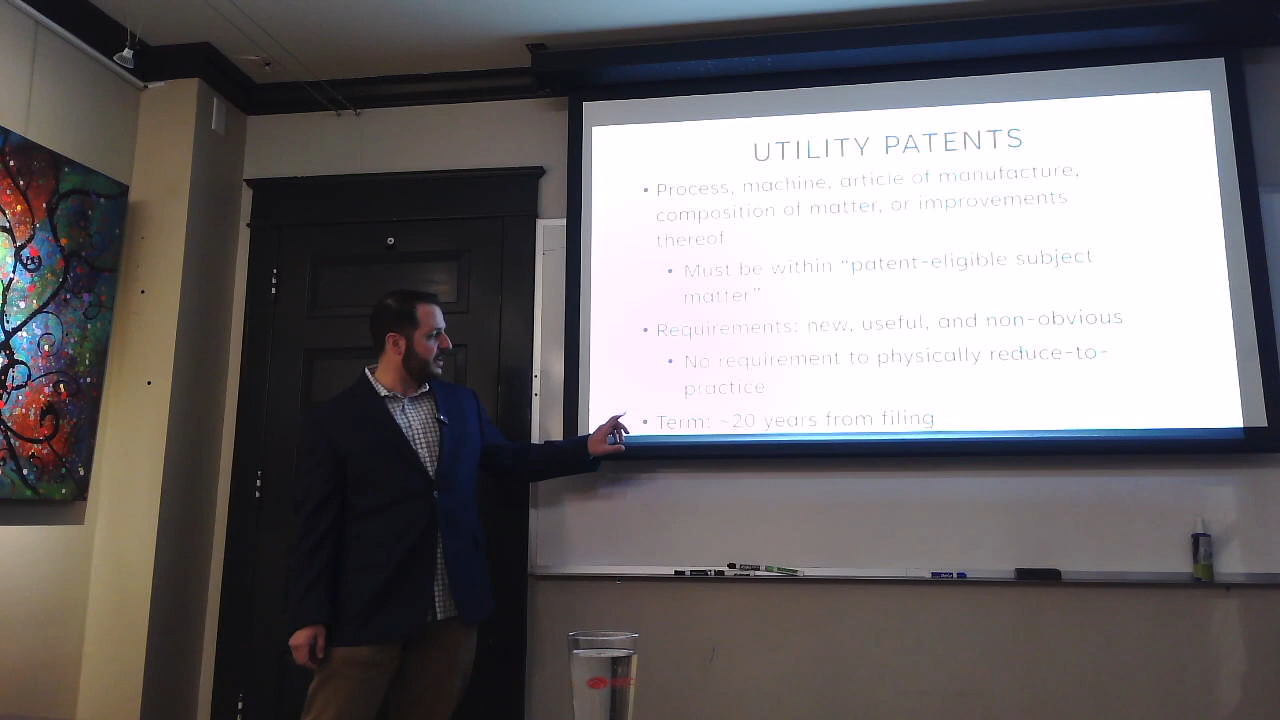 UTILITY PATENTS
• Process, machine, article of manufacture,
composition of matter, or improvements
thereof
• Must be within “patent-eligible subject
matter”
• Requirements: new, useful, and non-obvious
• No requirement to physically reduce-to-
practice
• Term: ~20 years from filing